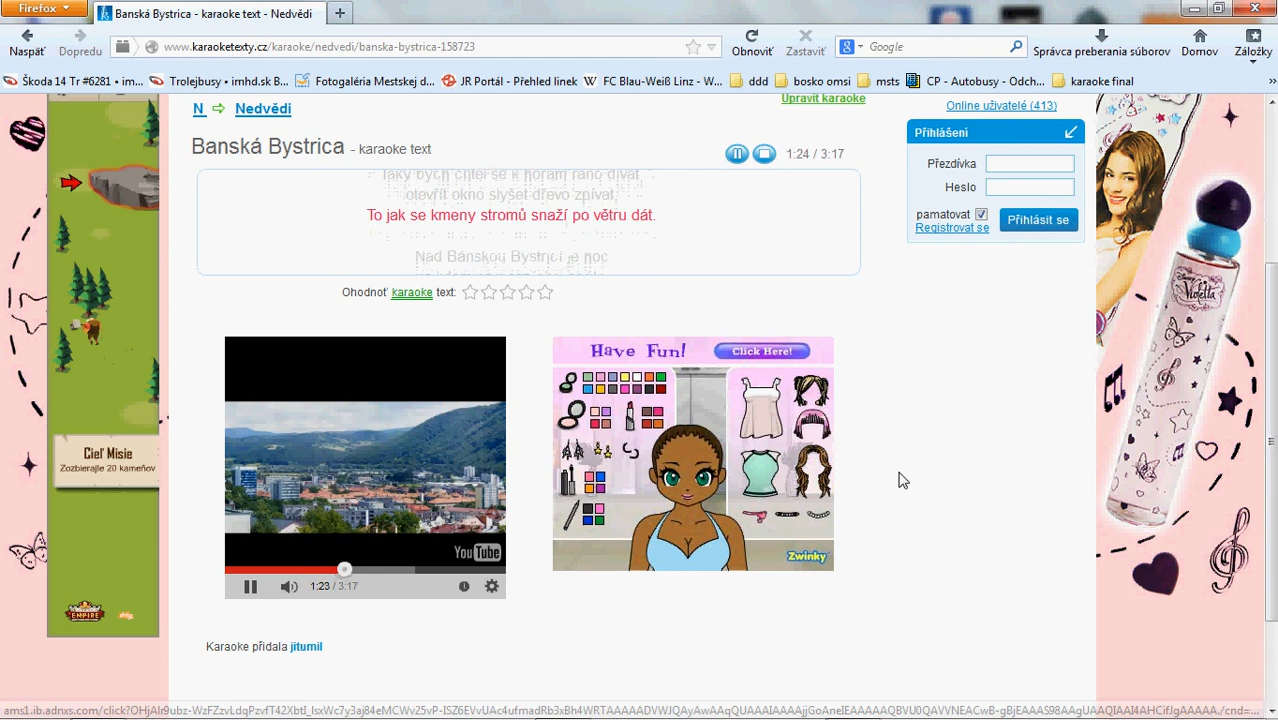 Firefox
Banská Bystrica - karaoke text - Nedvědi
Naspäť
Dopredu
www.karaoketexty.cz/karaoke/nedvedi/banska-bystrica-158723
Obnoviť
Zastaviť
Google
Správca preberania súborov
Domov
Záložky
Škoda 14 Tr #6281 • im...
Trolejbusy • imhd.sk B...
Fotogaléria Mestskej d...
JR Portál - Přehled linek
FC Blau-Weiß Linz - W...
ddd
bosko omsi
msts
CP - Autobusy - Odch...
karaoke final
N
Nedvědi
Upravit karaoke
Online uživatelé (413)
Banská Bystrica - karaoke text
1:24 / 3:17
Přihlášení
Přezdívka
Heslo
pamatovat
Registrovat se
Přihlásit se
Taky bych chtěl se k horám ráno dívat
otevřít okno slyšet dřevo zpívat,
To jak se kmeny stromů snaží po větru dát.
Nad Bánskou Bystricí je noc
Ohodnoť karaoke text:
Have Fun!
Click Here!
Zwinky
YouTube
1:23 / 3:17
Cieľ Misie
Zozbierajte 20 kameňov
EMPIRE
Disney
Violetta
Karaoke přidala jitumil